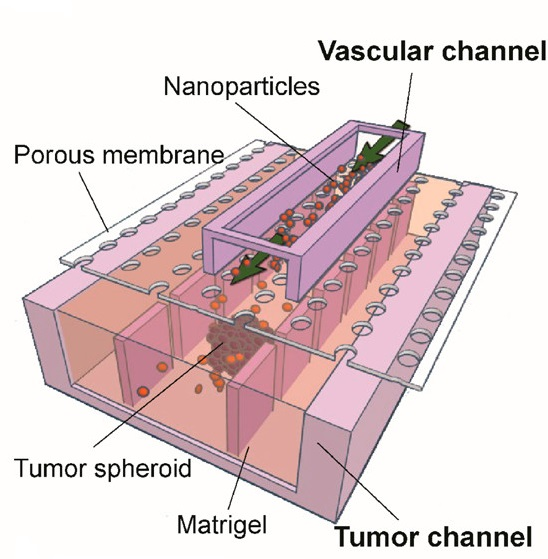 Vascular channel
Nanoparticles
Porous membrane
Tumor spheroid
Matrigel
Tumor channel